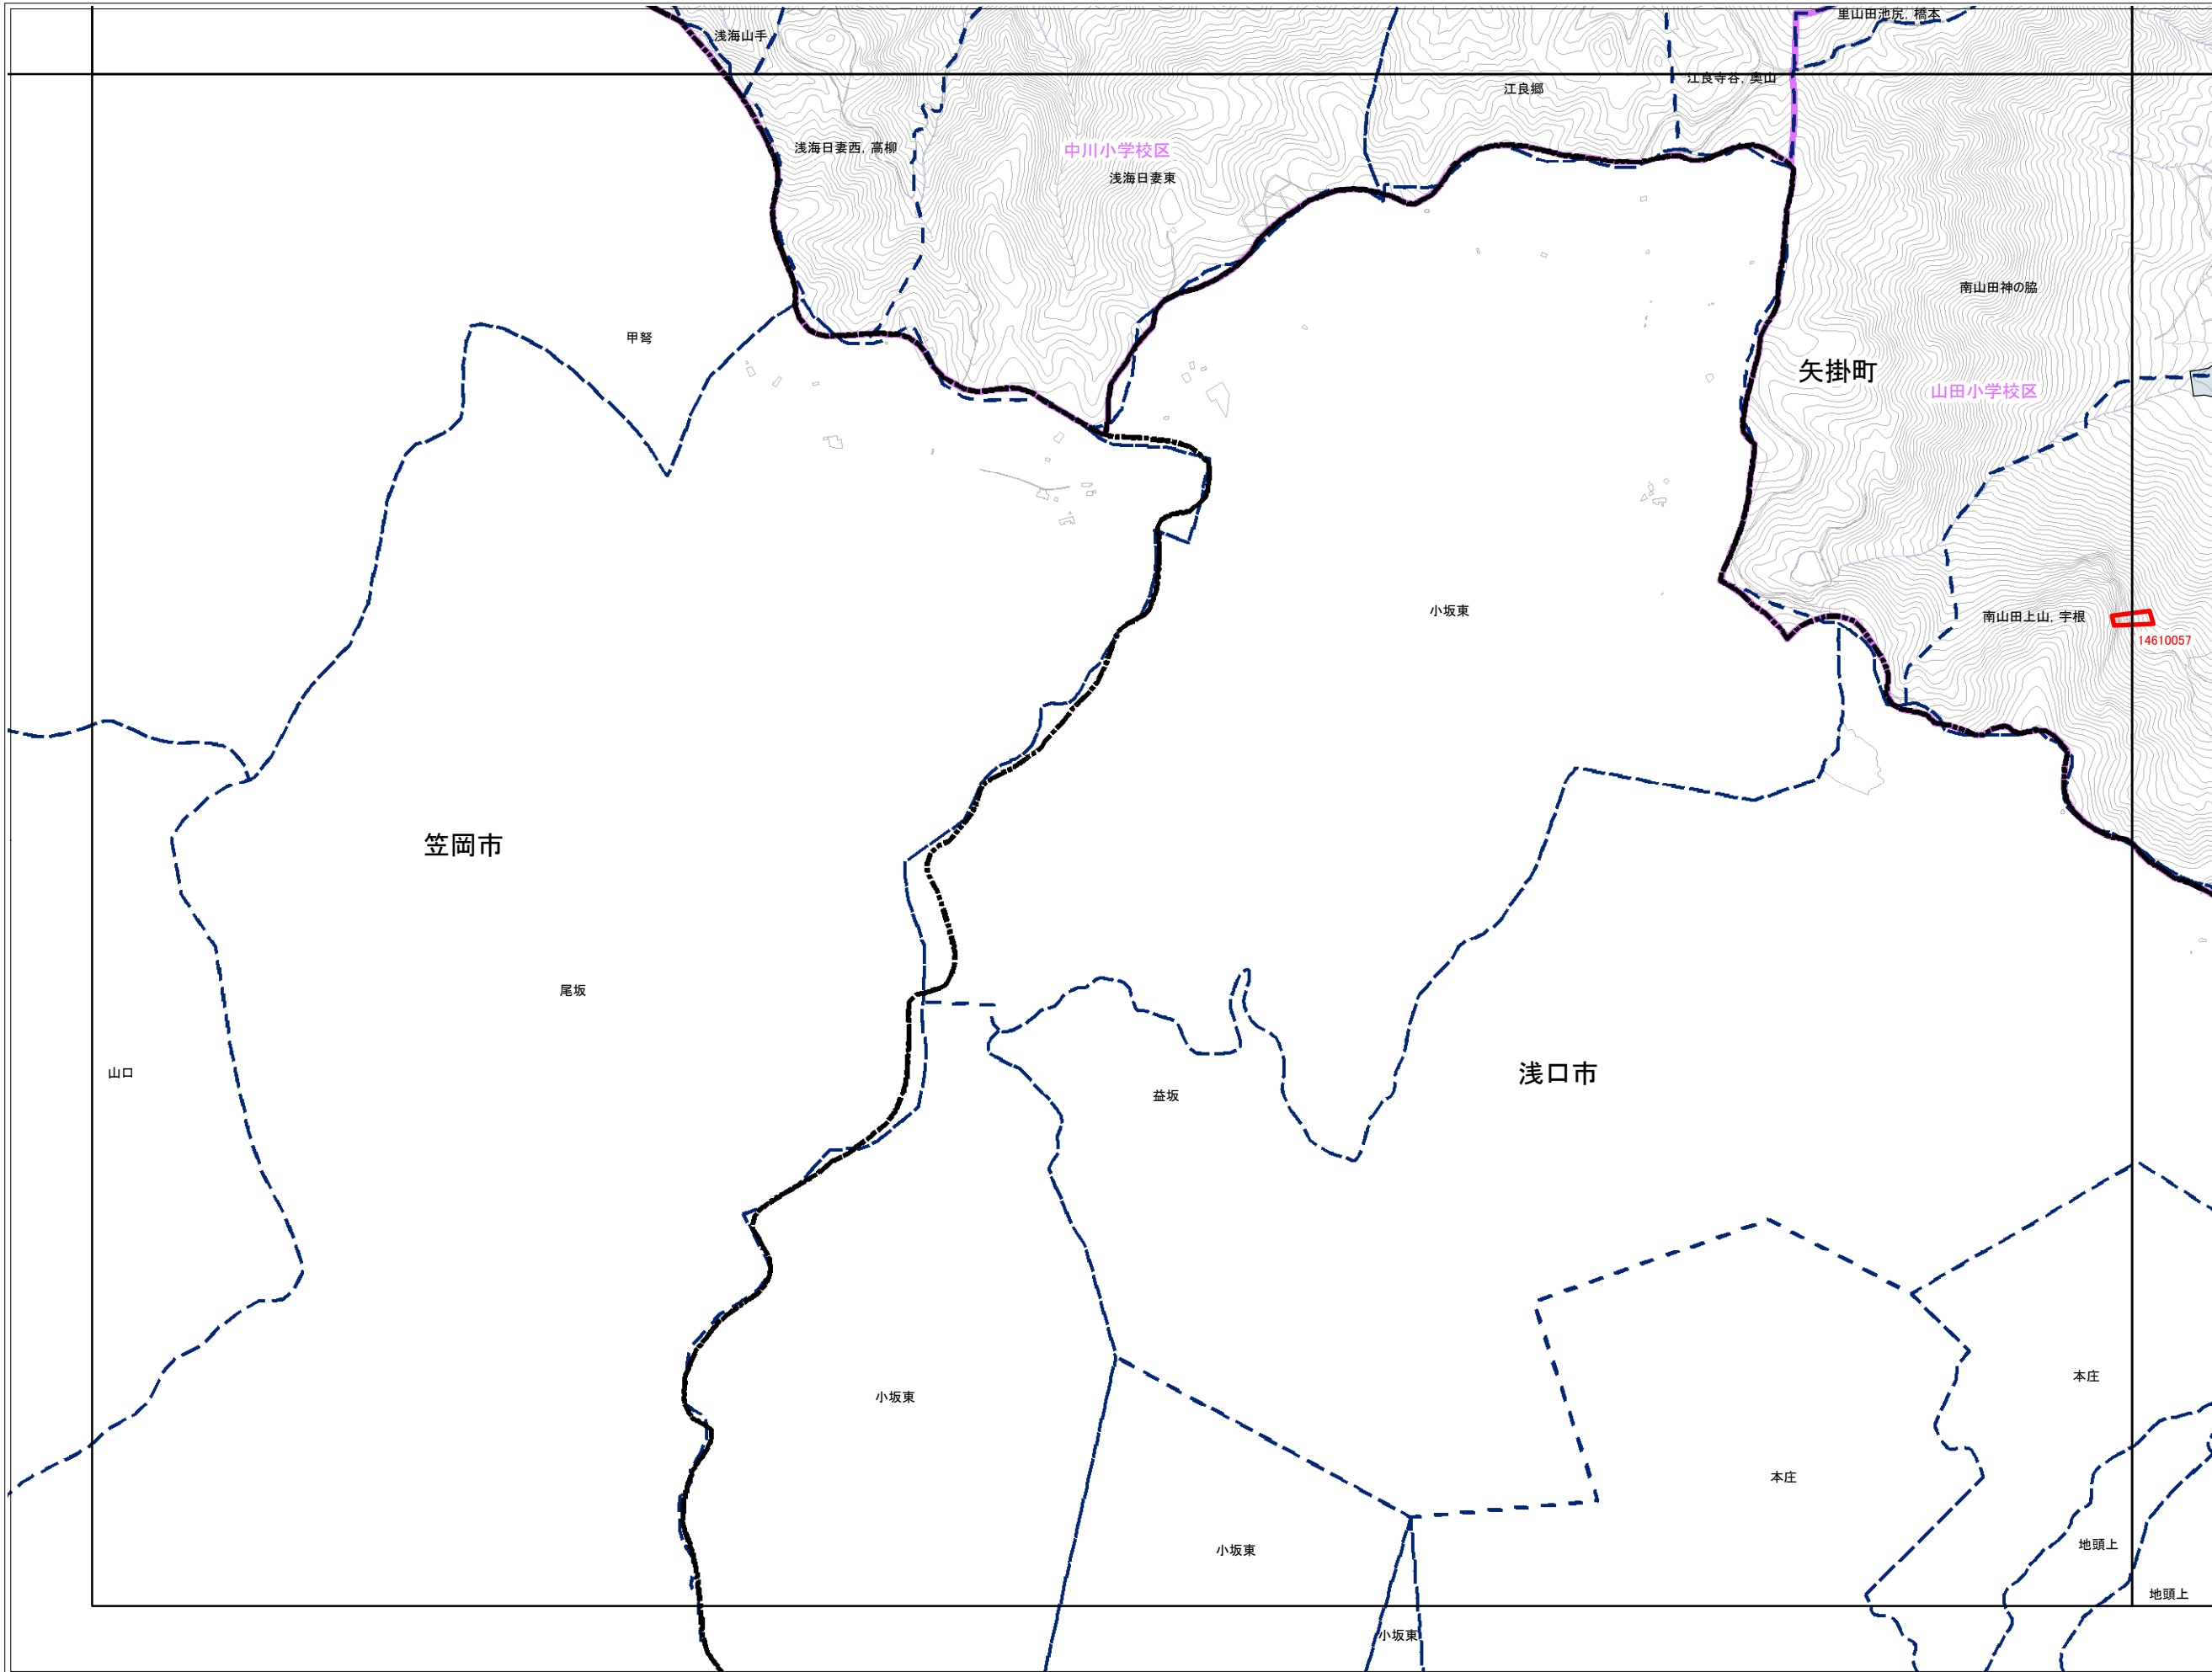 里山田池尻, 橋本
浅海山手
江良寺谷, 奥山
江良郷
浅海日妻西, 高柳
中川小学校区
浅海日妻東
南山田神の脇
甲弩
矢掛町
山田小学校区
小坂東
南山田上山, 宇根
14610057
笠岡市
尾坂
山口
浅口市
益坂
本庄
小坂東
本庄
地頭上
小坂東
地頭上
小坂東